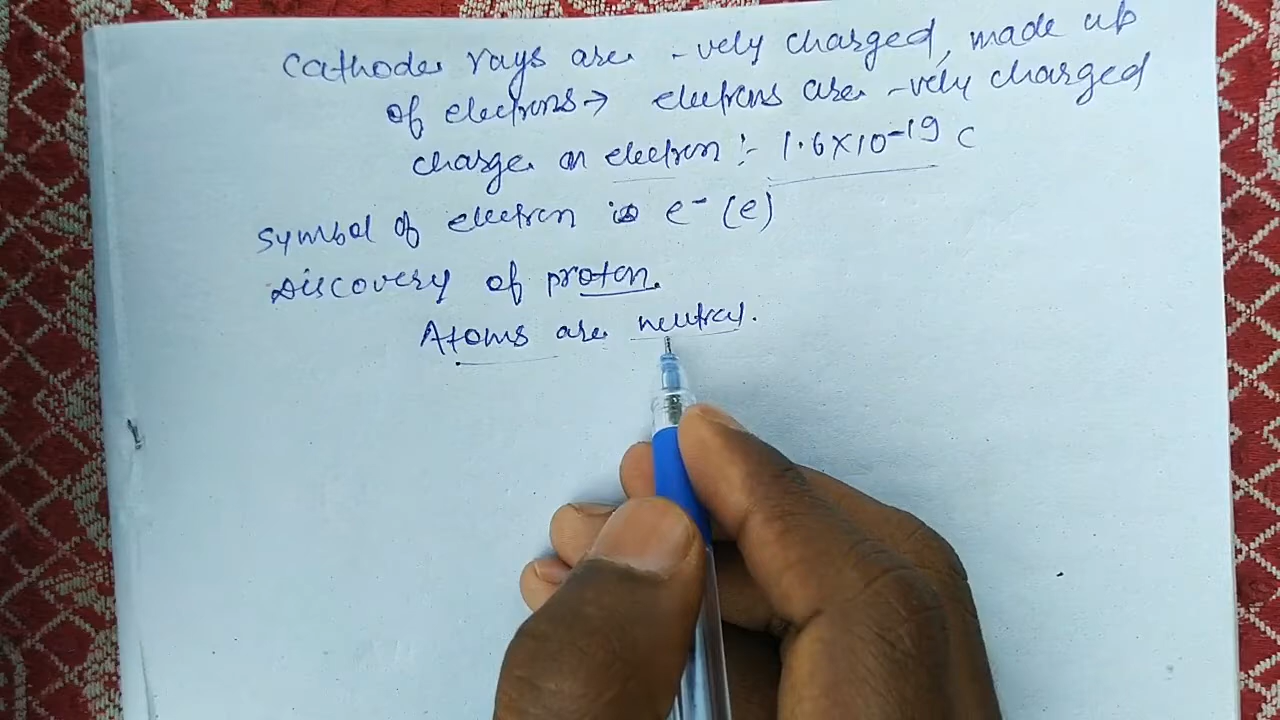 Cathode rays are -vely charged, made up
of electrons → electrons are -vely charged
charge on electron :- 1.6×10-19 C
Symbol of electron is e- (e)
Discovery of proton.
Atoms are neutral.